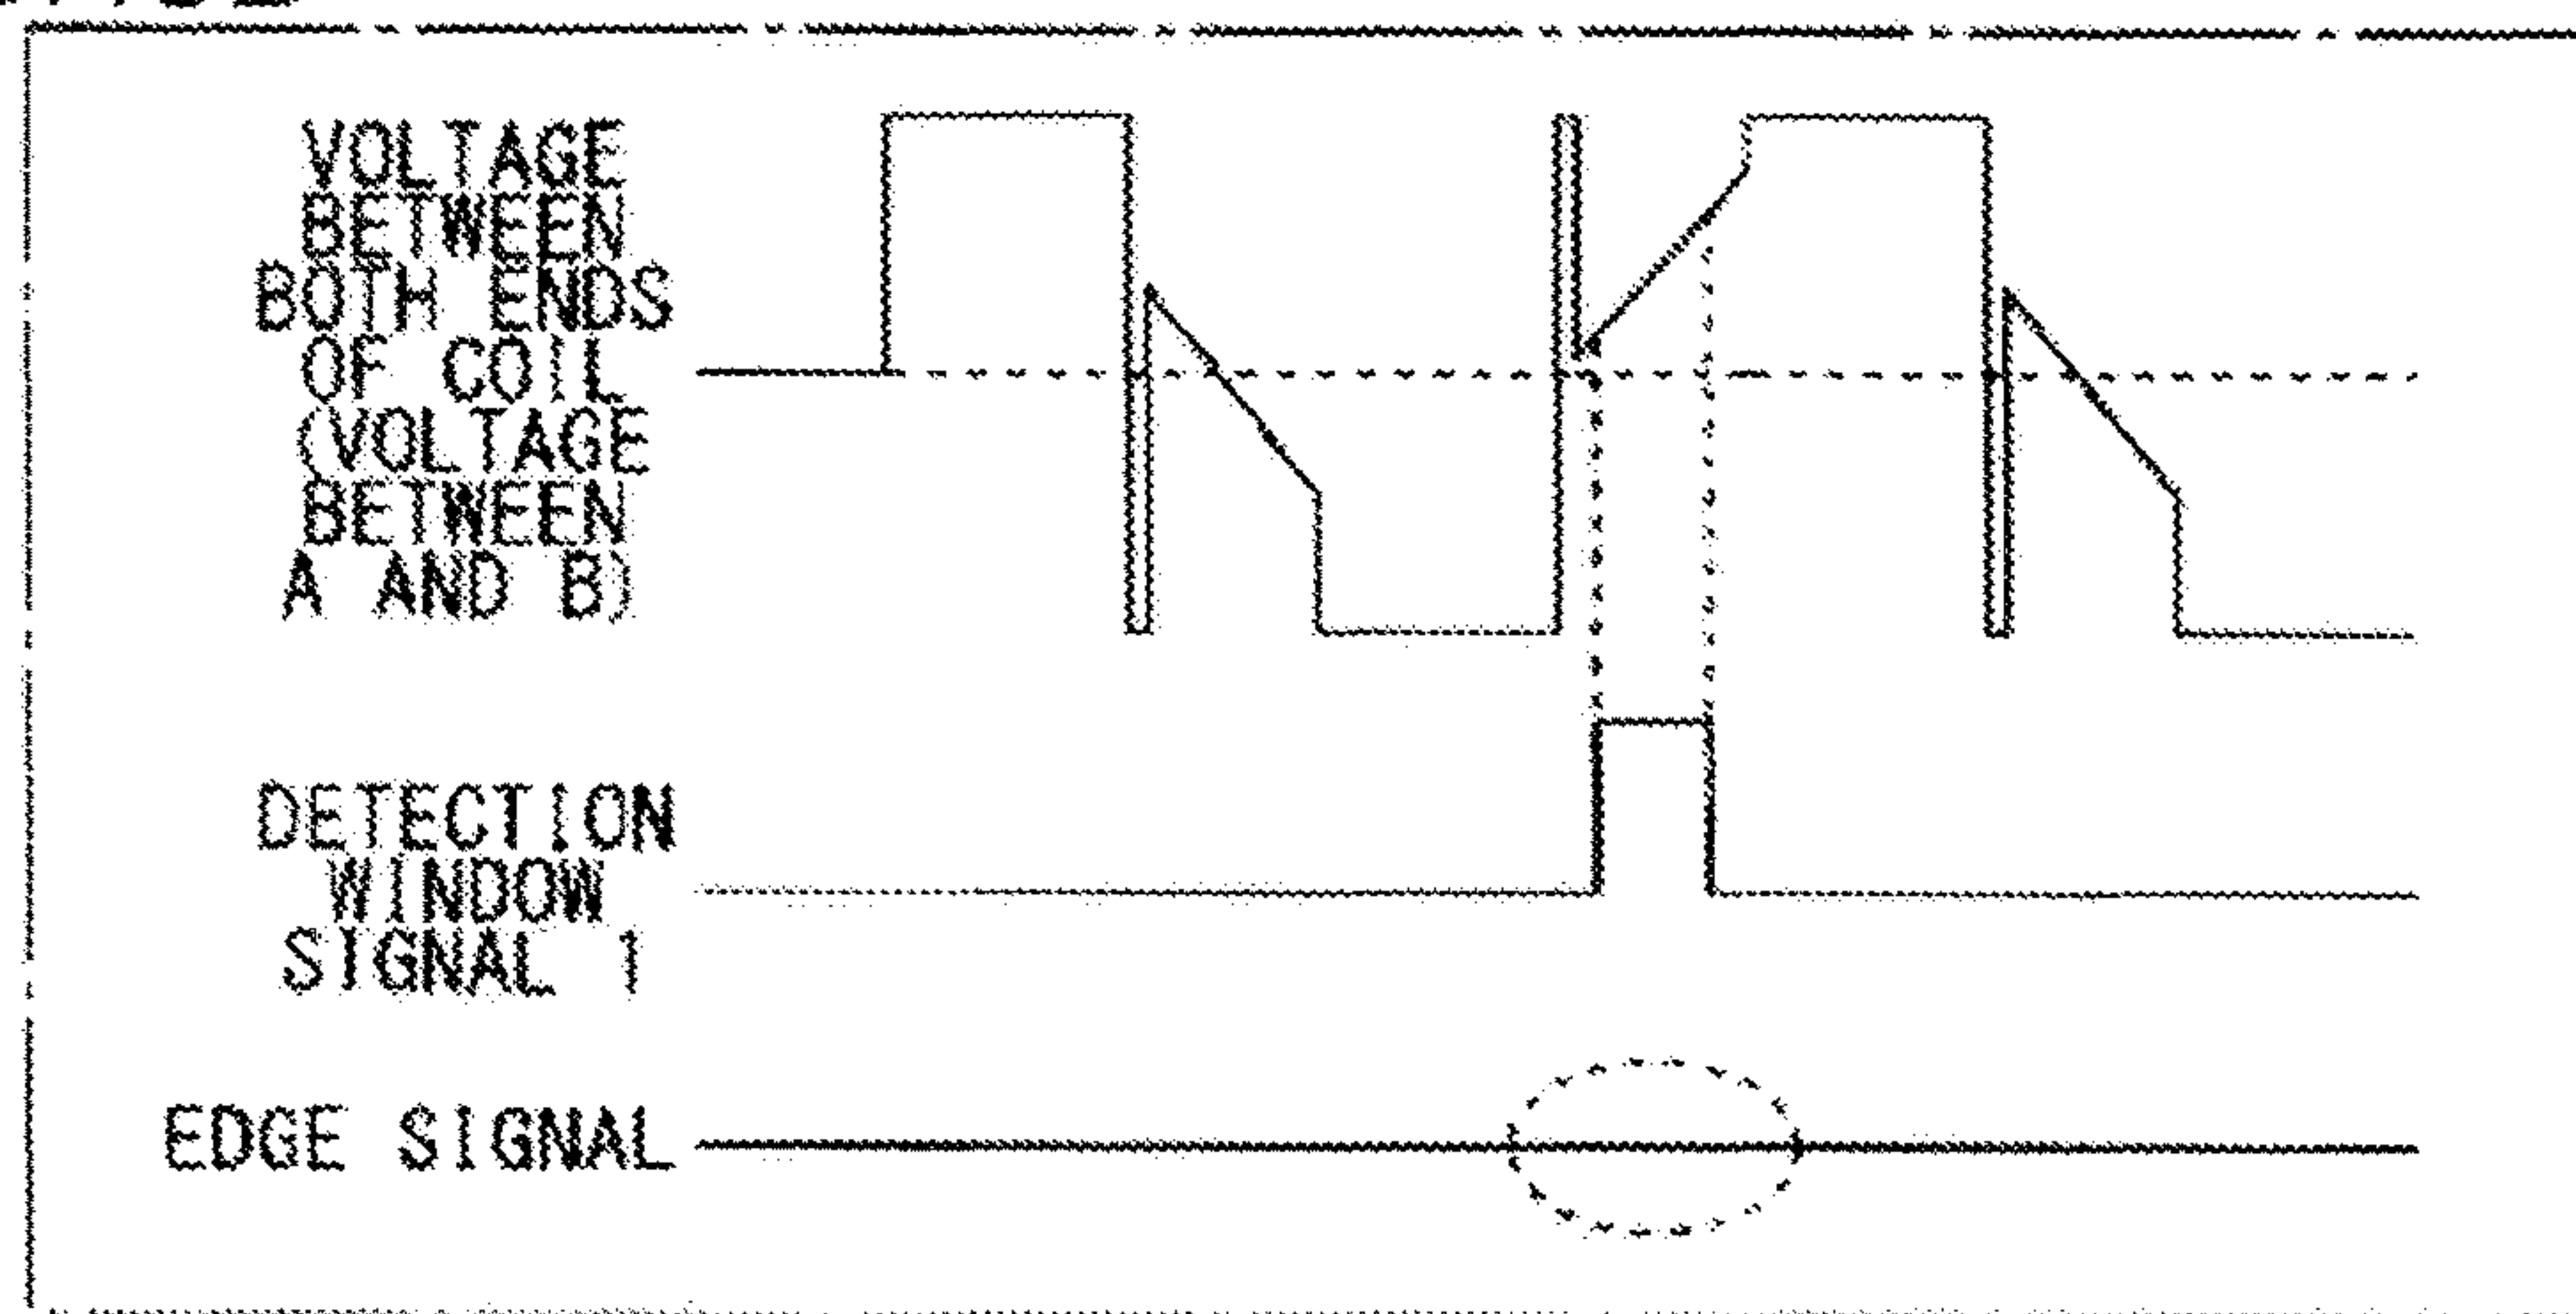 VOLTAGE
BETWEEN
BOTH ENDS
OF COIL
(VOLTAGE
BETWEEN
A AND B)
DETECTION
WINDOW
SIGNAL 1
EDGE SIGNAL